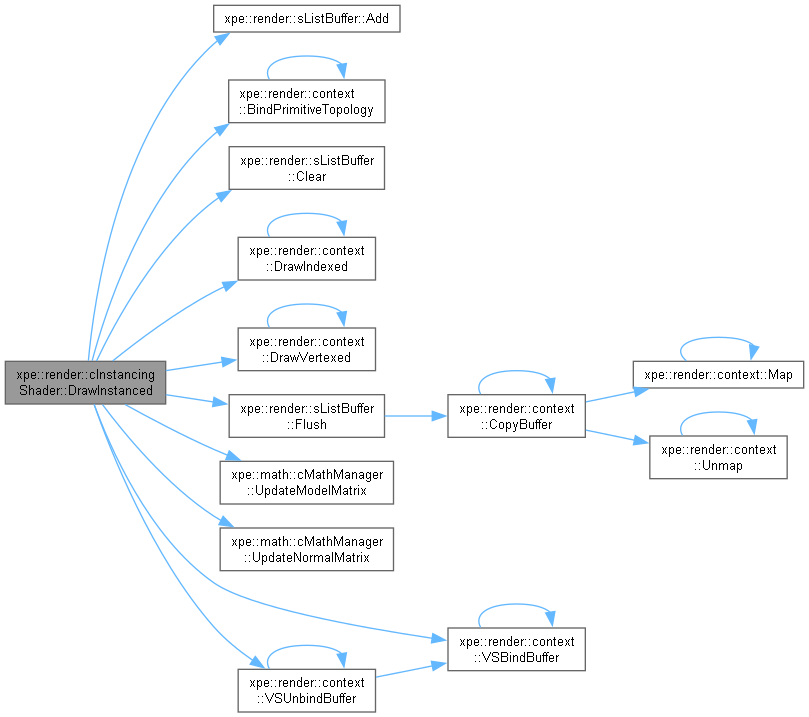 xpe::render::sListBuffer::Add
xpe::render::context
::BindPrimitiveTopology
xpe::render::sListBuffer
::Clear
xpe::render::context
::DrawIndexed
xpe::render::context
::DrawVertexed
xpe::render::cInstancing
Shader::DrawInstanced
xpe::render::sListBuffer
::Flush
xpe::render::context
::CopyBuffer
xpe::render::context::Map
xpe::render::context
::Unmap
xpe::math::cMathManager
::UpdateModelMatrix
xpe::math::cMathManager
::UpdateNormalMatrix
xpe::render::context
::VSBindBuffer
xpe::render::context
::VSUnbindBuffer